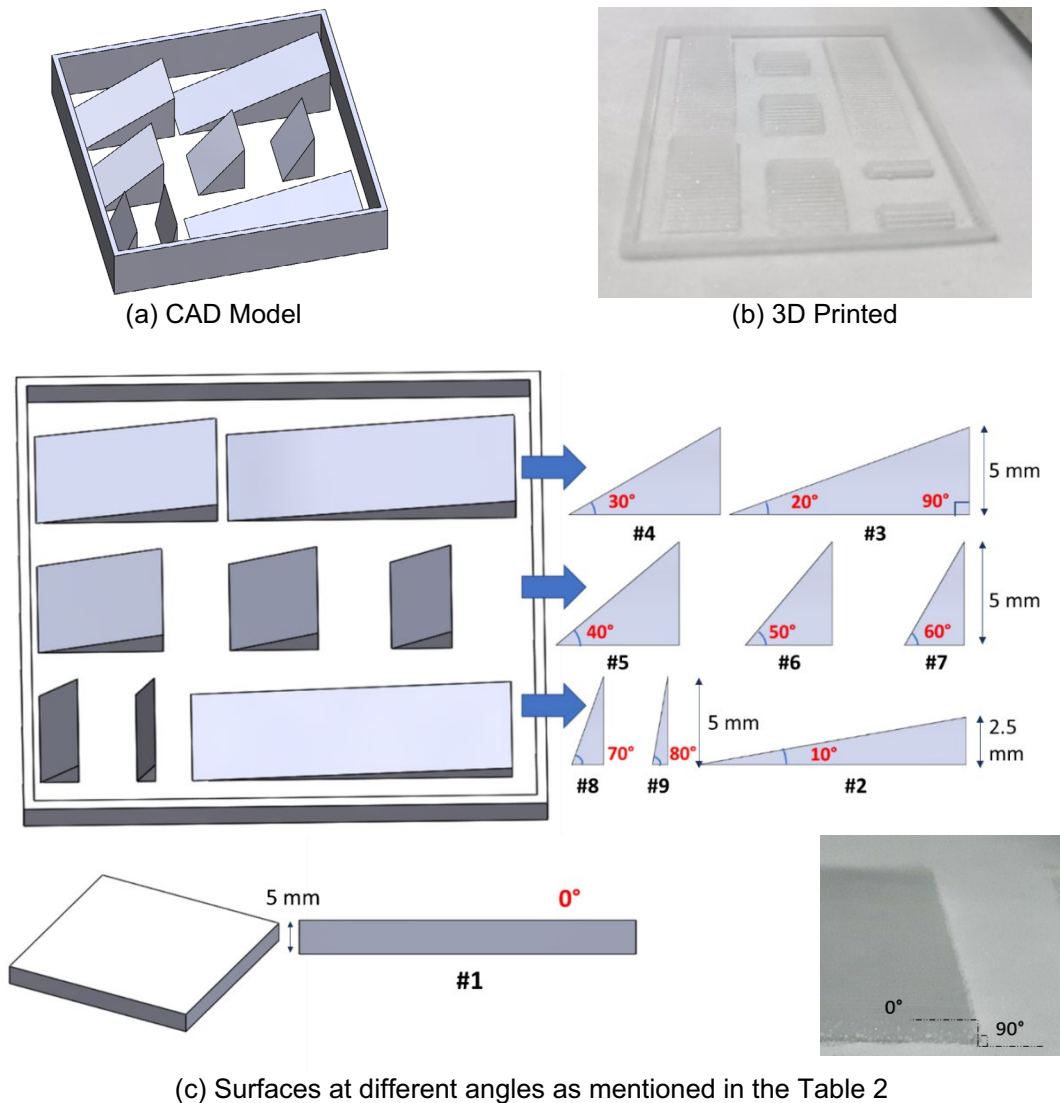 (a) CAD Model
(b) 3D Printed
30°
20°
90°
5 mm
#4
#3
40°
50°
60°
5 mm
#5
#6
#7
70°
80°
5 mm
10°
2.5
mm
#8
#9
#2
5 mm
0°
#1
0°
90°
(c) Surfaces at different angles as mentioned in the Table 2